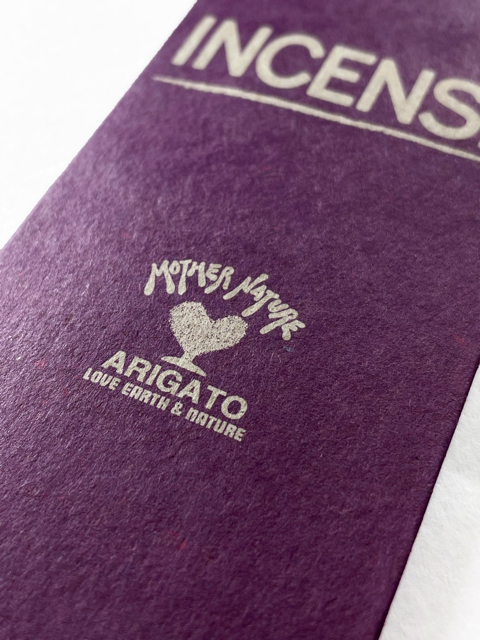 INCENS
MOTHER NATURE
ARIGATO
LOVE EARTH & NATURE